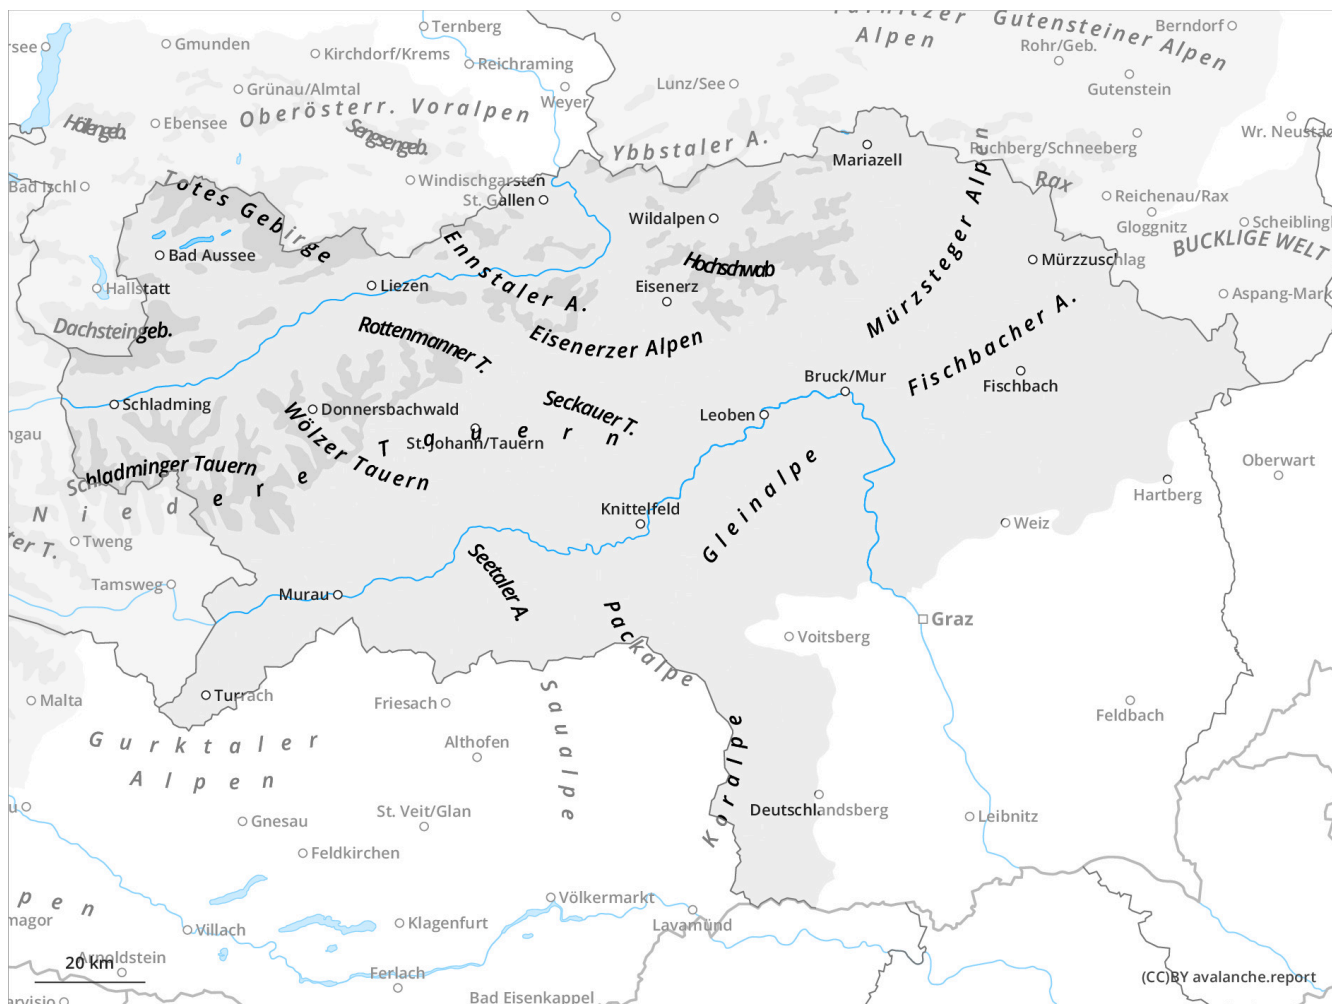 Gutensteiner Alpen
Alpen
Ternberg
Berndorf
Gmunden
Kirchdorf/Krems
Reichraming
Rohr/Geb.
Grünau/Almtal
Lunz/See
Gutenstein
Weyer
Oberösterr. Voralpen
Höllengeb.
Ebensee
Sengsengeb.
Ybbstaler A.
Mariazell
Puchberg/Schneeberg
Bad Ischl
Windischgarsten
St. Gallen
Rax
Reichenau/Rax
Totes Gebirge
Wildalpen
Gloggnitz
BUCKLIGE WELT
Bad Aussee
Ennstaler A.
Hochschwab
Mürzsteger Alpen
Mürzzuschlag
Hallstatt
Liezen
Eisenerz
Dachsteingeb.
Rottenmanner T.
Eisenerzer Alpen
Fischbacher A.
Bruck/Mur
Fischbach
Schladming
Donnersbachwald
Seckauer T.
Leoben
St. Johann/Tauern
Wölzer Tauern
Schladminger Tauern
Niedere Tauern
Gleinalpe
Oberwart
Hartberg
Knittelfeld
Weiz
Tweng
Seetaler A.
Tamsweg
Murau
Packalpe
Graz
Voitsberg
Malta
Turrach
Friesach
Saualpe
Feldbach
Gurktaler
Alpen
Althofen
Koralpe
St. Veit/Glan
Deutschlandsberg
Gnesau
Leibnitz
Feldkirchen
Völkermarkt
Klagenfurt
Lavamünd
Villach
Arnoldstein
20 km
Ferlach
(CC)BY avalanche.report
Bad Eisenkappel